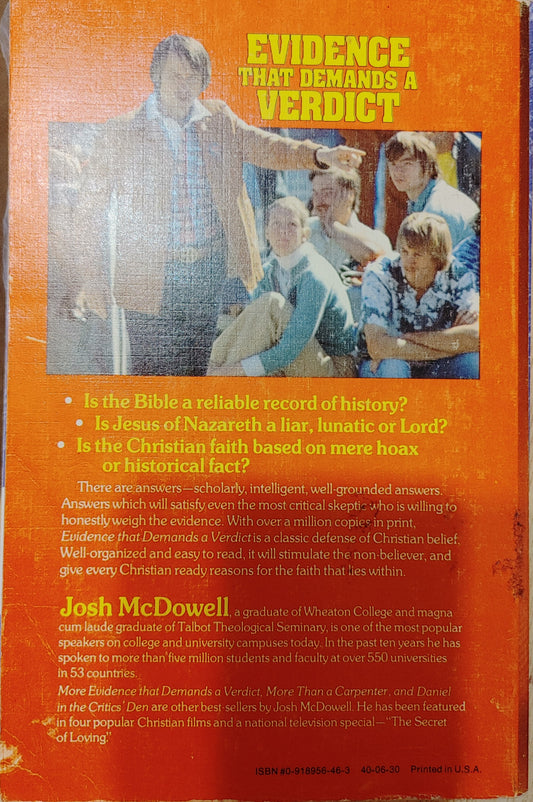 EVIDENCE
THAT DEMANDS A
VERDICT
• Is the Bible a reliable record of history?
• Is Jesus of Nazareth a liar, lunatic or Lord?
• Is the Christian faith based on mere hoax
or historical fact?
There are answers—scholarly, intelligent, well-grounded answers.
Answers which will satisfy even the most critical skeptic who is willing to
honestly weigh the evidence. With over a million copies in print,
Evidence that Demands a Verdict is a classic defense of Christian belief.
Well-organized and easy to read, it will stimulate the non-believer, and
give every Christian ready reasons for the faith that lies within.
Josh McDowell, a graduate of Wheaton College and magna
cum laude graduate of Talbot Theological Seminary, is one of the most popular
speakers on college and university campuses today. In the past ten years he has
spoken to more than five million students and faculty at over 550 universities
in 53 countries.
More Evidence that Demands a Verdict, More Than a Carpenter, and Daniel
in the Critics' Den are other best-sellers by Josh McDowell. He has been featured
in four popular Christian films and a national television special—"The Secret
of Loving."
ISBN #0-918956-46-3 40-06-30 Printed in U.S.A.